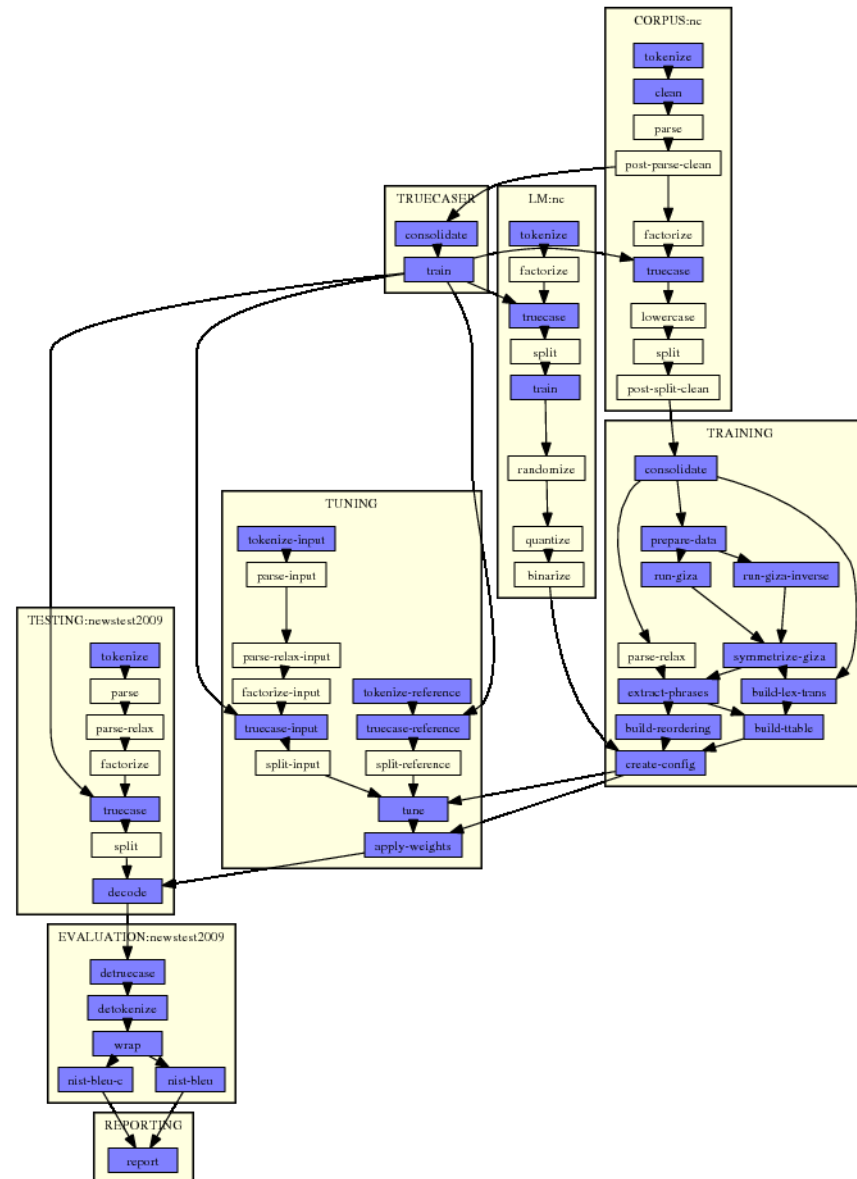 CORPUS:nc
tokenize
clean
parse
post-parse-clean
factorize
truecase
lowercase
split
post-split-clean
TRUECASER
consolidate
train
LM:nc
tokenize
factorize
truecase
split
train
randomize
quantize
binarize
TRAINING
consolidate
prepare-data
run-giza
run-giza-inverse
parse-relax
symmetrize-giza
extract-phrases
build-lex-trans
build-reordering
build-ttable
create-config
TUNING
tokenize-input
parse-input
parse-relax-input
factorize-input
tokenize-reference
truecase-input
truecase-reference
split-input
split-reference
tune
apply-weights
TESTING:newstest2009
tokenize
parse
parse-relax
factorize
truecase
split
decode
EVALUATION:newstest2009
detruecase
detokenize
wrap
nist-bleu-c
nist-bleu
REPORTING
report